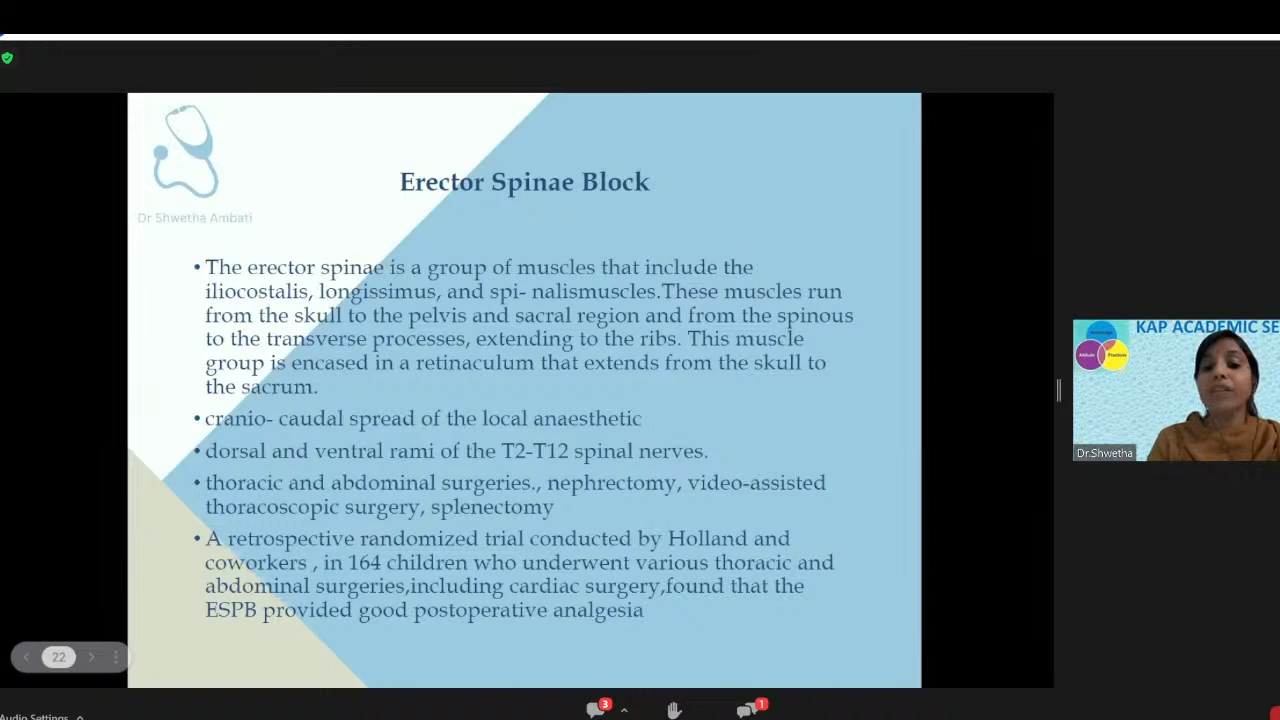 Dr Shwetha Ambati
Erector Spinae Block
• The erector spinae is a group of muscles that include the
iliocostalis, longissimus, and spi- nalismuscles.These muscles run
from the skull to the pelvis and sacral region and from the spinous
to the transverse processes, extending to the ribs. This muscle
group is encased in a retinaculum that extends from the skull to
the sacrum.
• cranio- caudal spread of the local anaesthetic
• dorsal and ventral rami of the T2-T12 spinal nerves.
• thoracic and abdominal surgeries., nephrectomy, video-assisted
thoracoscopic surgery, splenectomy
• A retrospective randomized trial conducted by Holland and
coworkers , in 164 children who underwent various thoracic and
abdominal surgeries,including cardiac surgery,found that the
ESPB provided good postoperative analgesia
KAP ACADEMIC SE
Attitude
Practices
Dr.Shwetha
22
3
1
Audio Settings